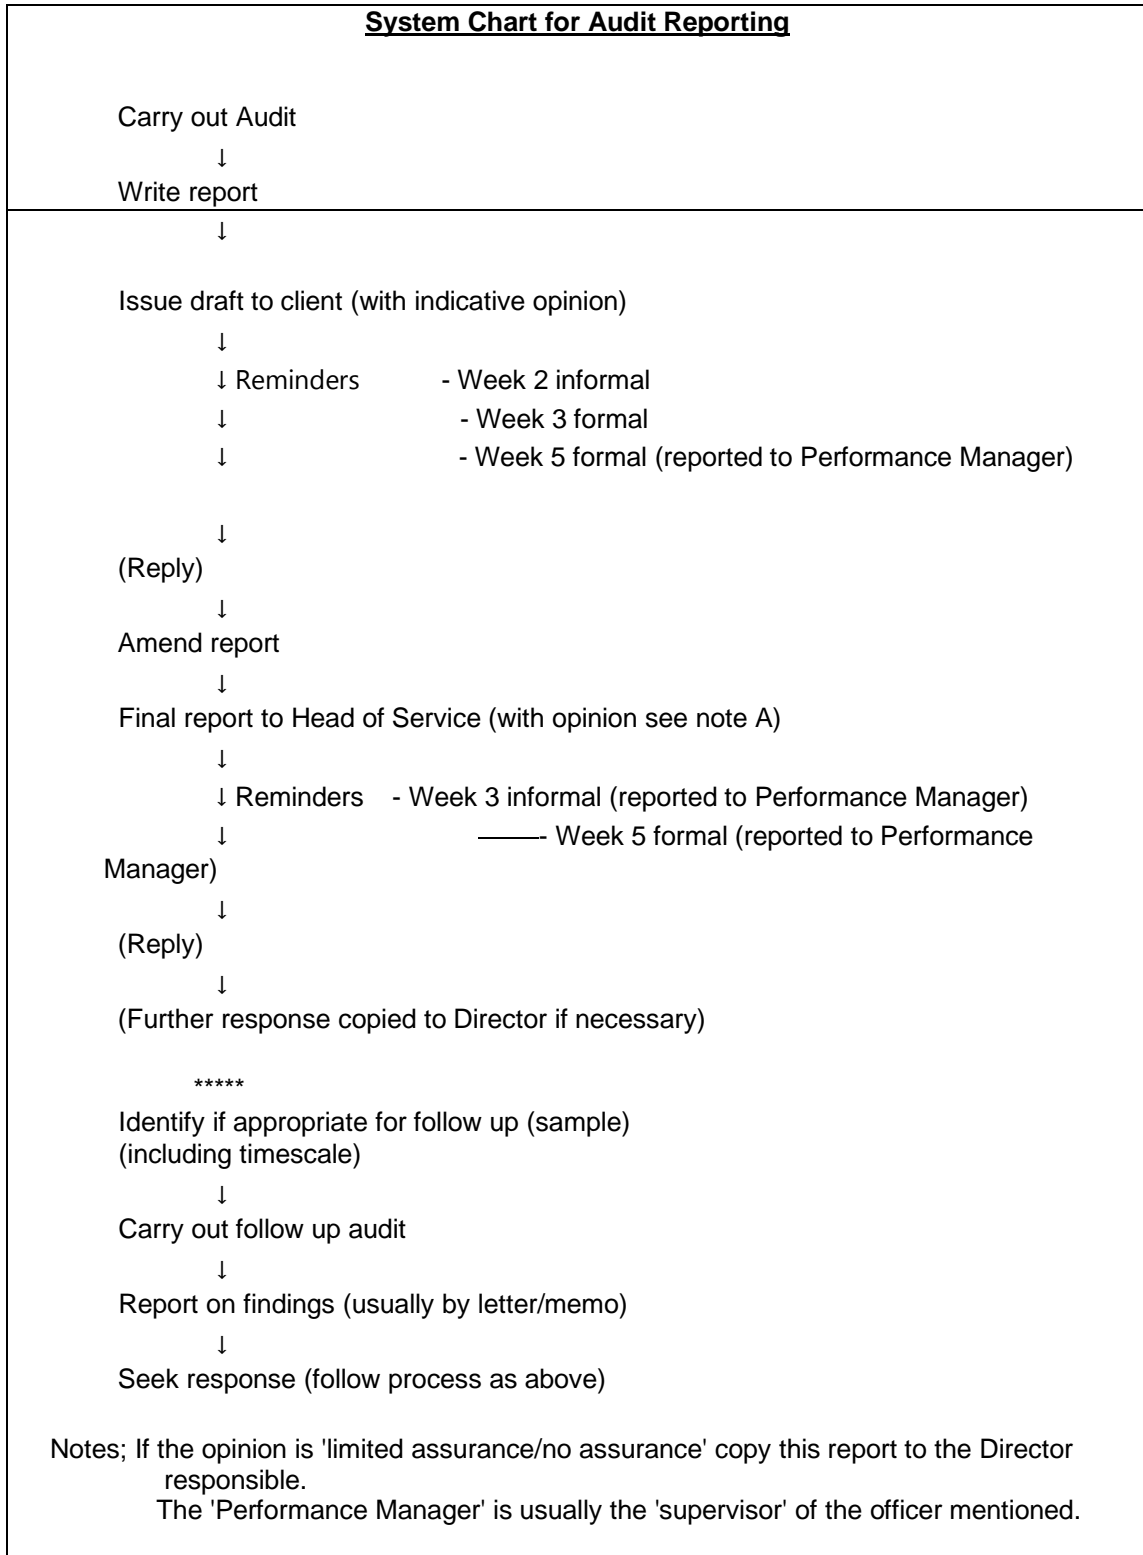 System Chart for Audit Reporting
Carry out Audit
↓
Write report
↓
Issue draft to client (with indicative opinion)
↓
↓ Reminders - Week 2 informal
↓ - Week 3 formal
↓ - Week 5 formal (reported to Performance Manager)
↓
(Reply)
↓
Amend report
↓
Final report to Head of Service (with opinion see note A)
↓
↓ Reminders - Week 3 informal (reported to Performance Manager)
↓ - Week 5 formal (reported to Performance
Manager)
↓
(Reply)
↓
(Further response copied to Director if necessary)
*****
Identify if appropriate for follow up (sample)
(including timescale)
↓
Carry out follow up audit
↓
Report on findings (usually by letter/memo)
↓
Seek response (follow process as above)
Notes; If the opinion is 'limited assurance/no assurance' copy this report to the Director
responsible.
The 'Performance Manager' is usually the 'supervisor' of the officer mentioned.